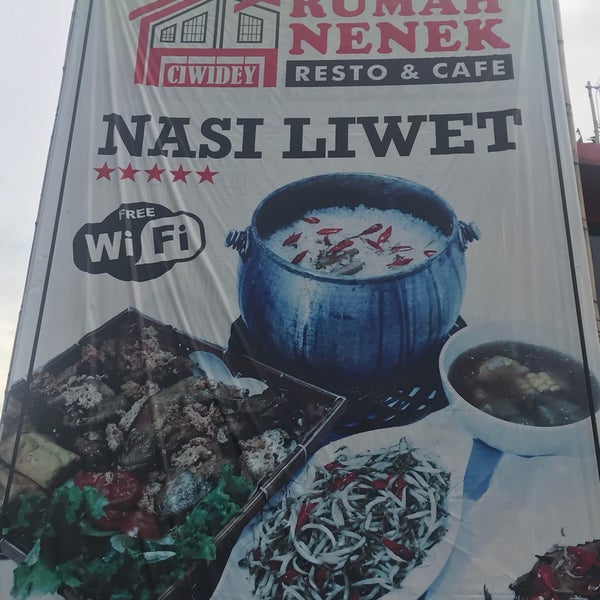 RUMAH
NENEK
CIWIDEY
RESTO & CAFE
NASI LIWET
FREE
WiFi